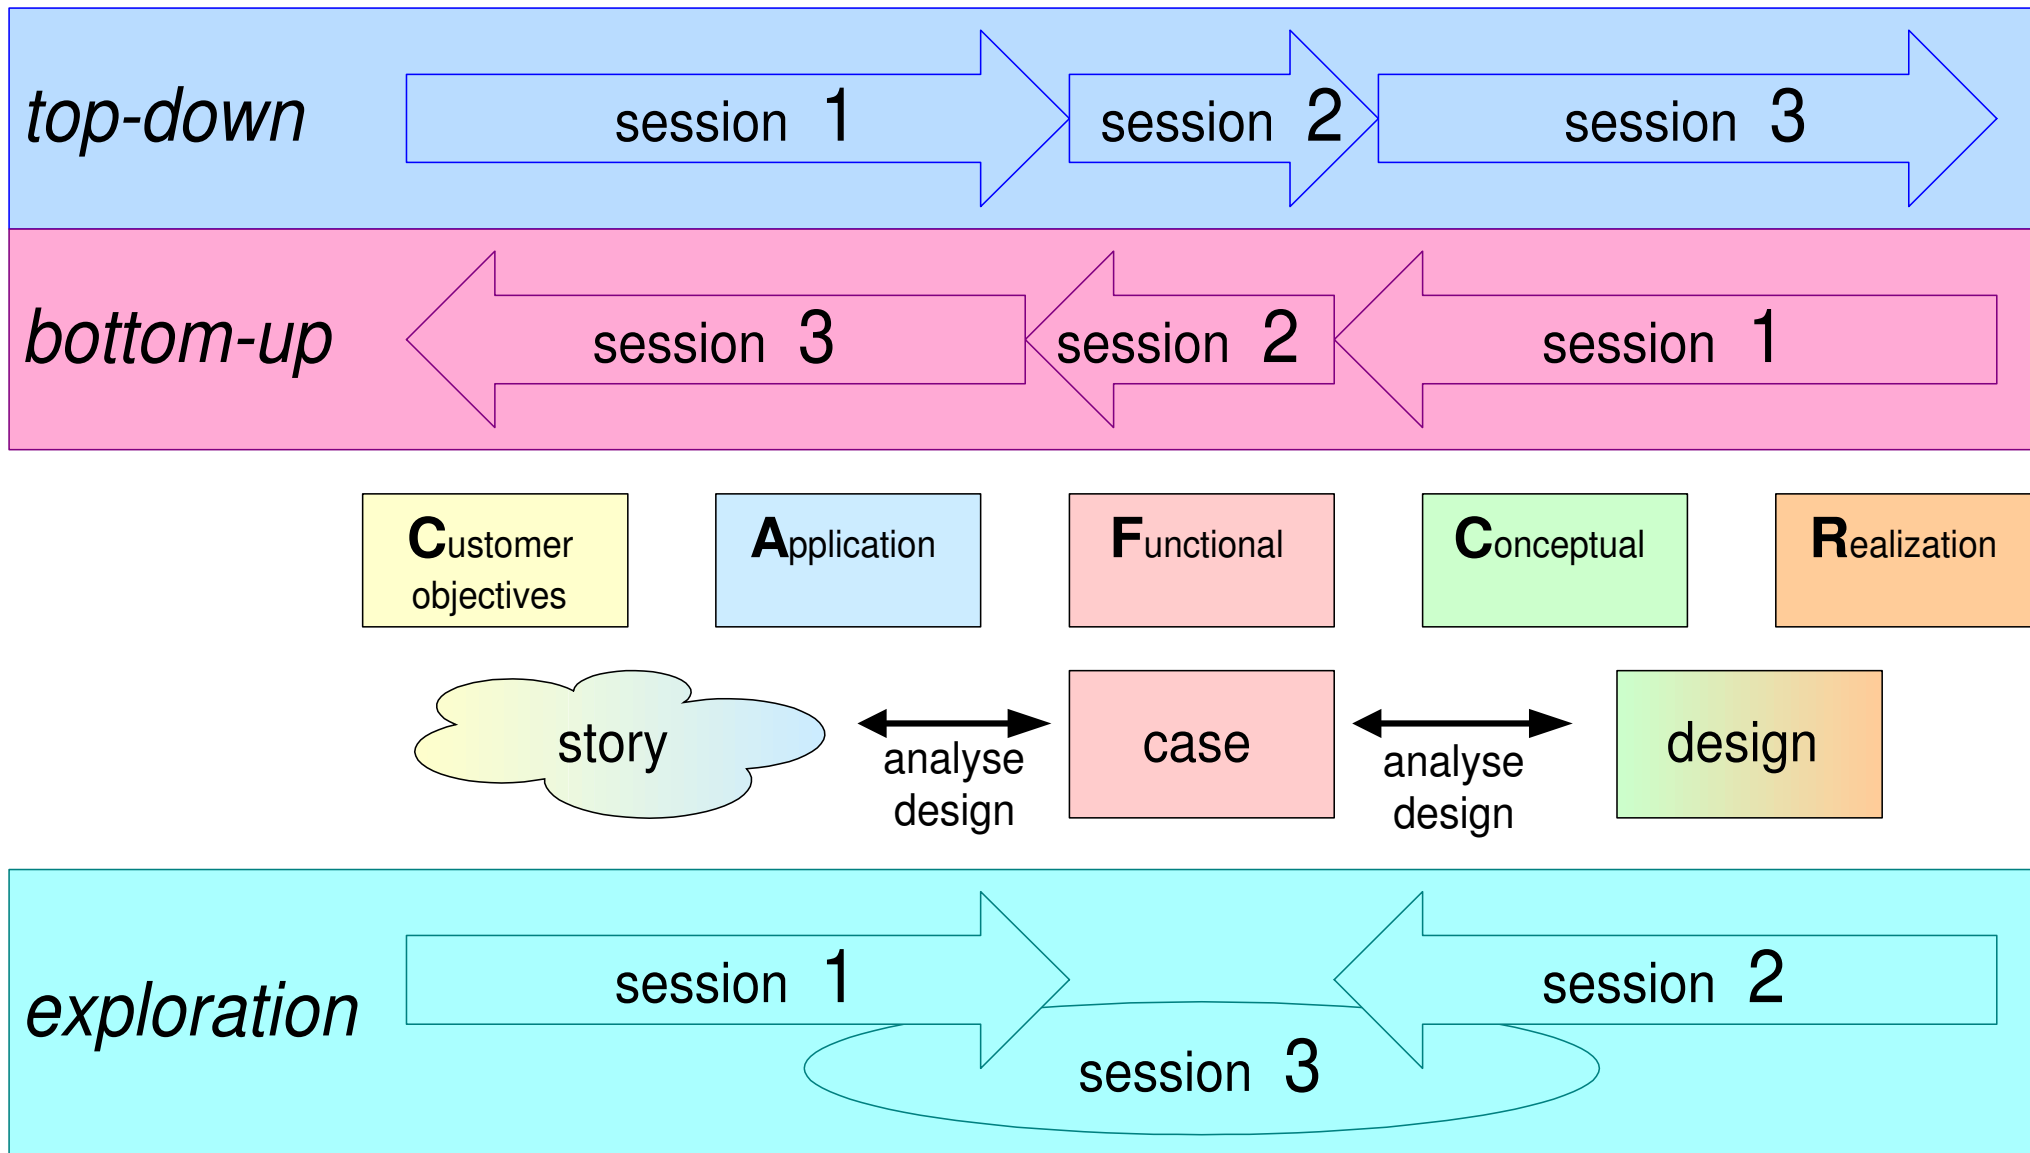 top-down
session 1
session 2
session 3
bottom-up
session 3
session 2
session 1
Customer
objectives
Application
Functional
Conceptual
Realization
story
analyse
design
case
analyse
design
design
exploration
session 1
session 2
session 3